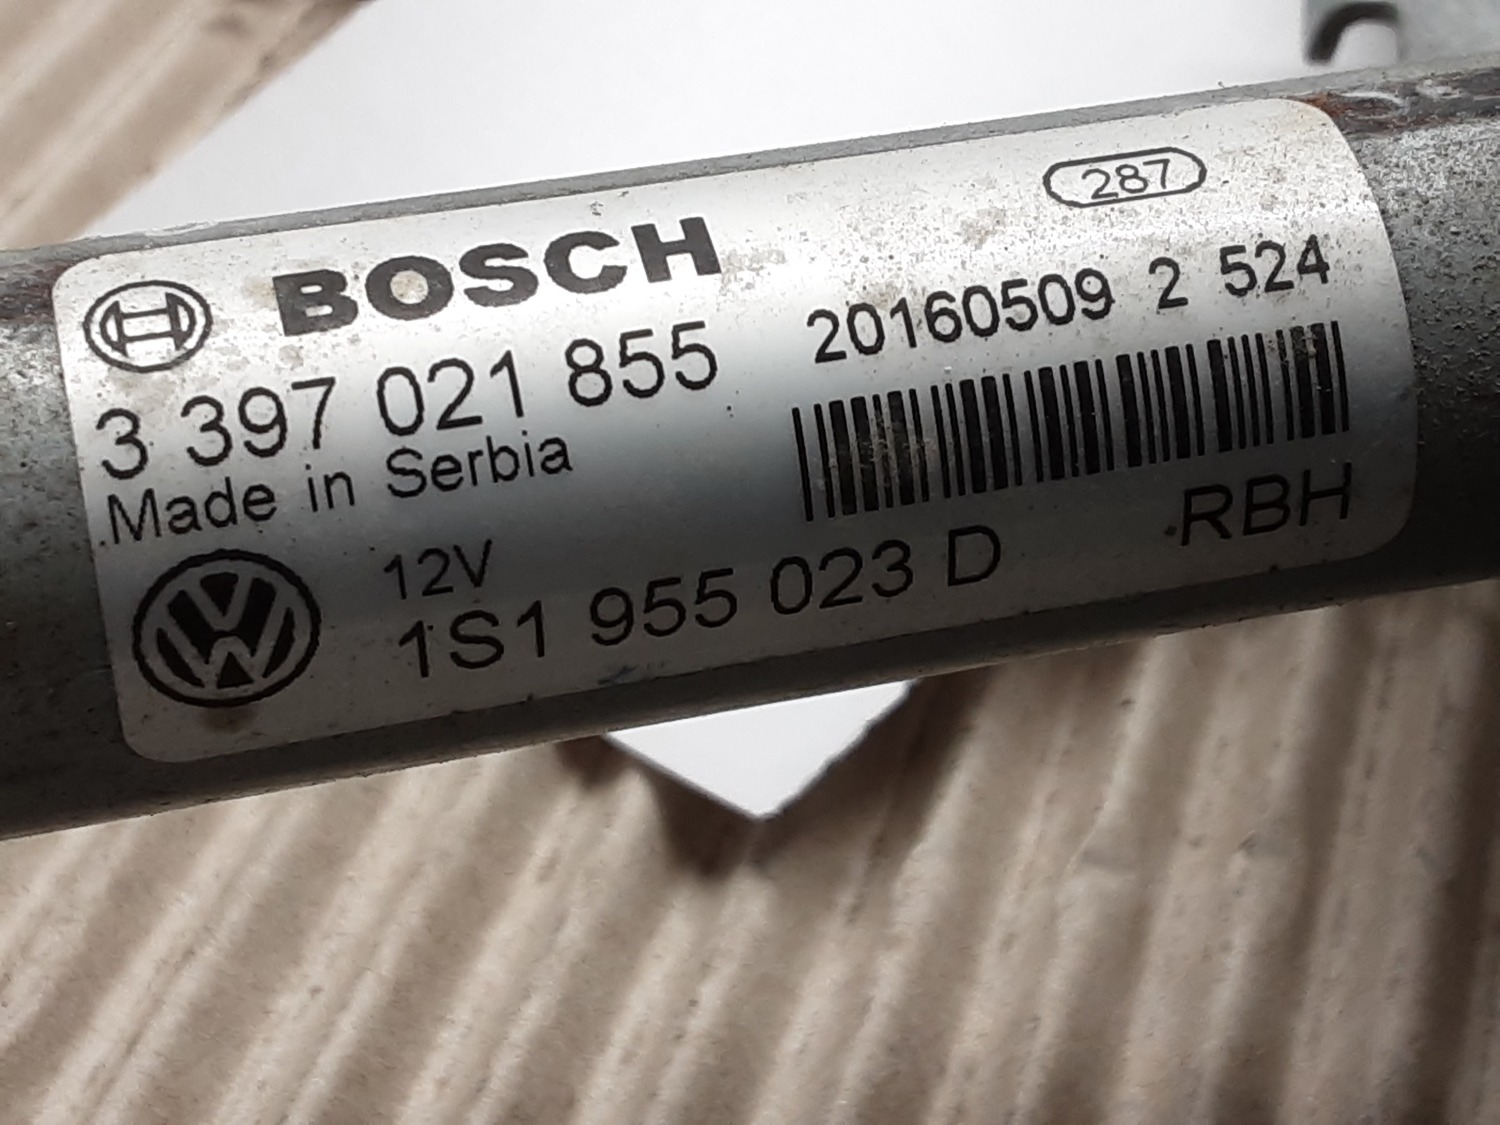 287
BOSCH
20160509 2 524
3 397 021 855
Made in Serbia
RBH
12V
1S1 955 023 D